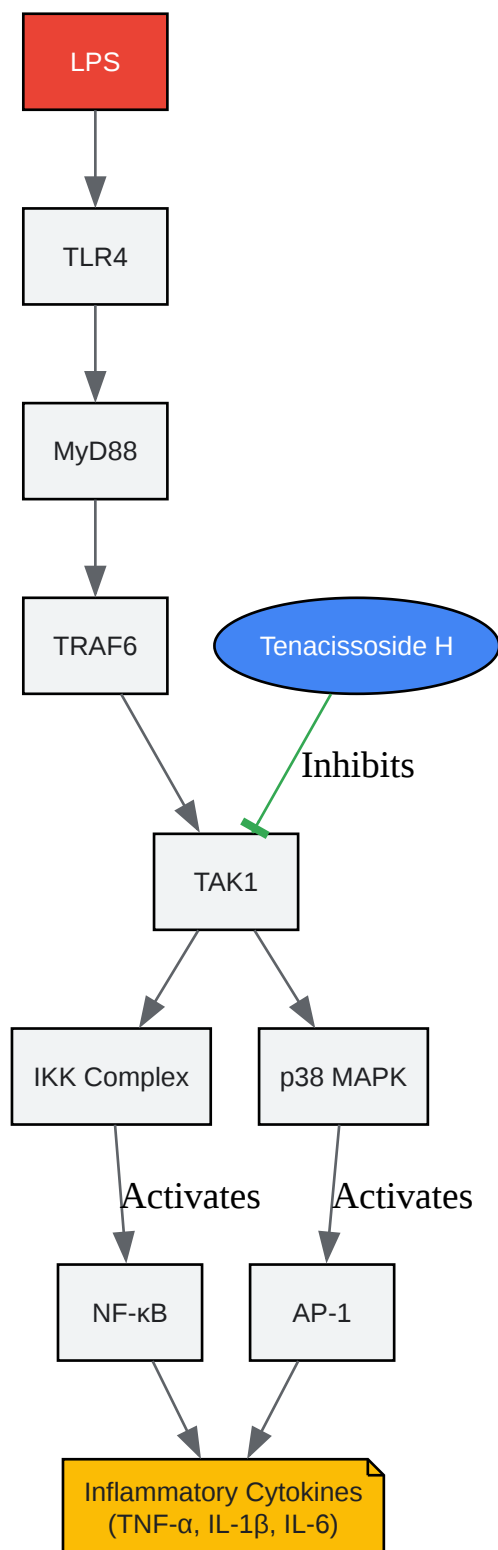 LPS
TLR4
MyD88
TRAF6
Tenacissoside H
Inhibits
TAK1
IKK Complex
p38 MAPK
Activates
Activates
NF-κB
AP-1
Inflammatory Cytokines
(TNF-α, IL-1β, IL-6)